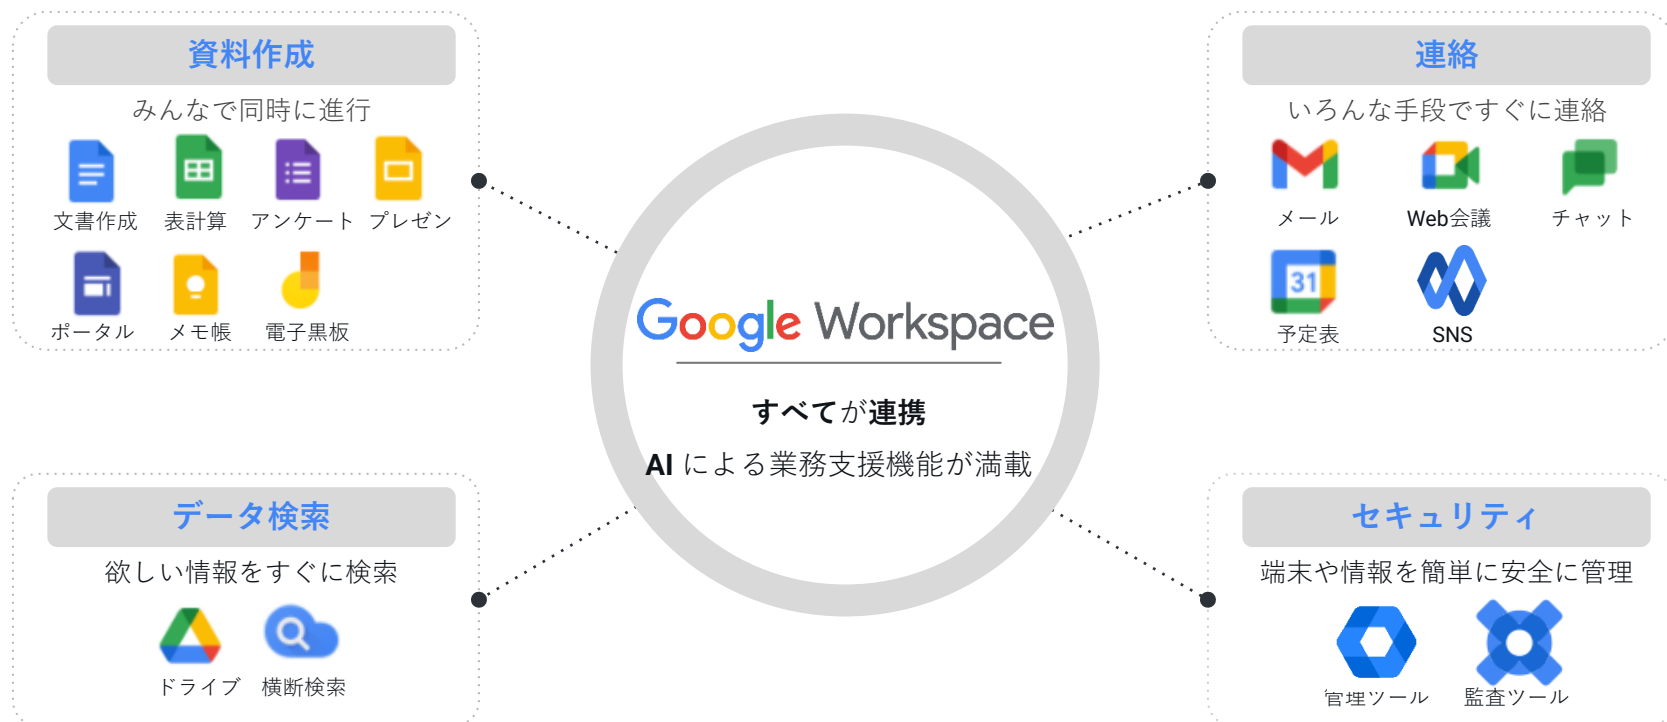 資料作成
みんなで同時に進行
文書作成 表計算 アンケート プレゼン
ポータル メモ帳 電子黒板
連絡
いろんな手段ですぐに連絡
メール Web会議 チャット
31
予定表 SNS
Google Workspace
すべてが連携
AI による業務支援機能が満載
データ検索
欲しい情報をすぐに検索
ドライブ 横断検索
セキュリティ
端末や情報を簡単に安全に管理
管理ツール 監査ツール